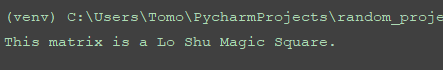 (venv) C:\Users\Tomo\PycharmProjects\random_proje
This matrix is a Lo Shu Magic Square.